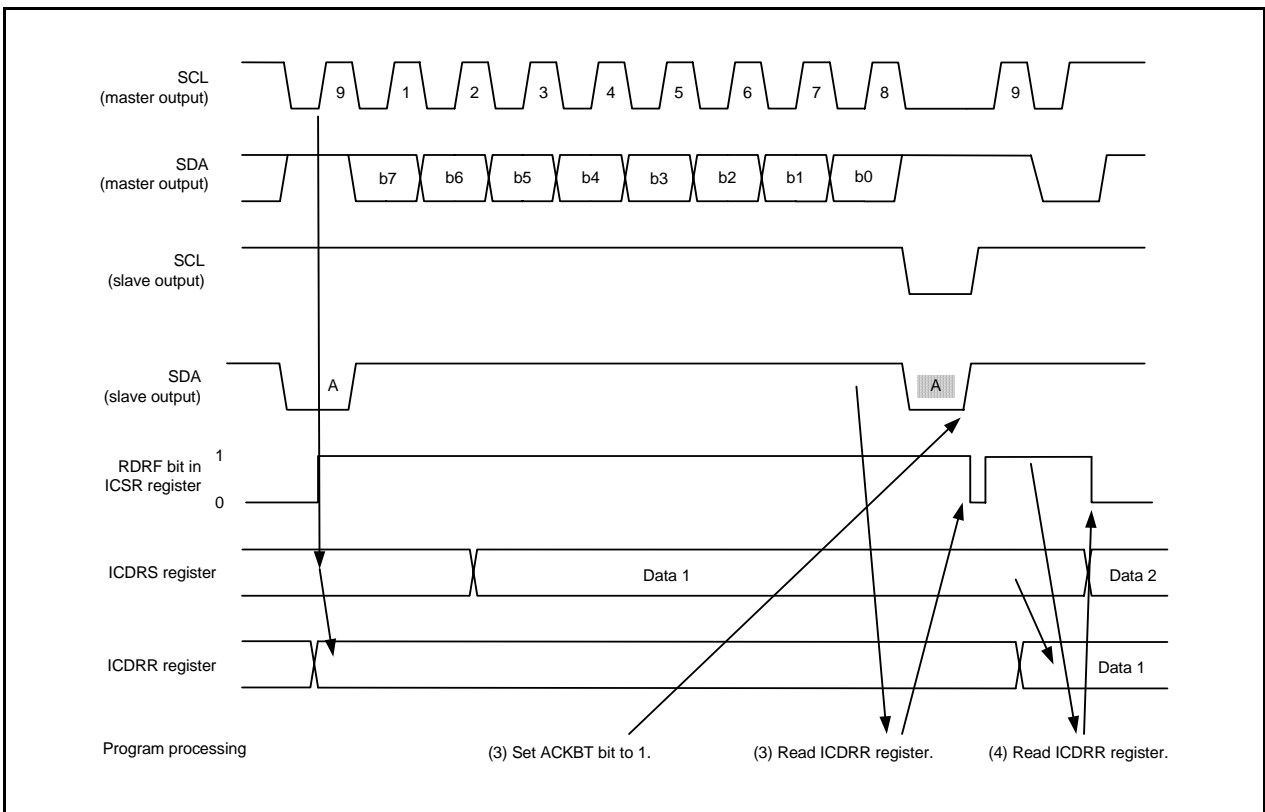 SCL
(master output)
9 1 2 3 4 5 6 7 8 9
SDA
(master output)
b7 b6 b5 b4 b3 b2 b1 b0
SCL
(slave output)
SDA
(slave output)
A A
RDRF bit in
ICSR register
1
0
ICDRS register
Data 1 Data 2
ICDRR register
Data 1
Program processing
(3) Set ACKBT bit to 1. (3) Read ICDRR register. (4) Read ICDRR register.